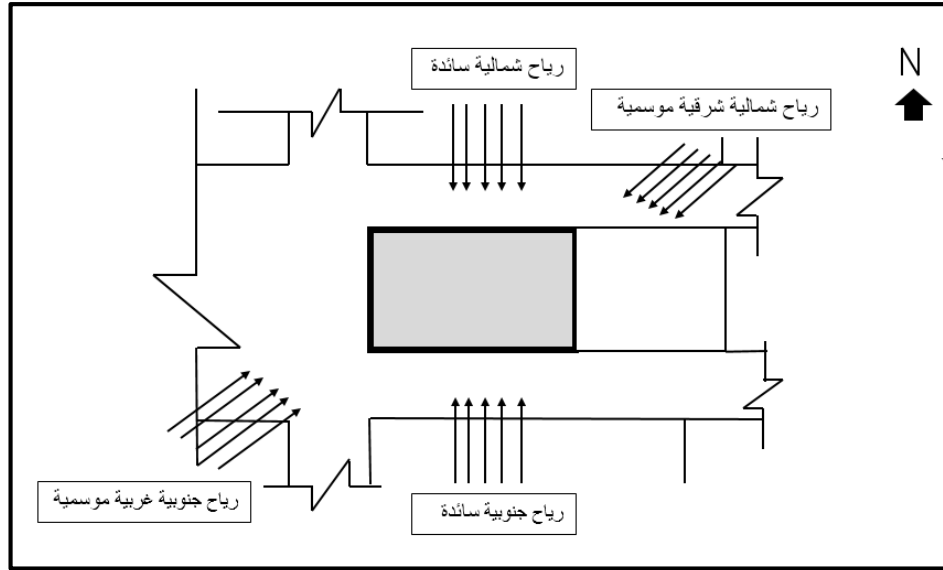 رياح شمالية سائدة
N
رياح شمالية شرقية موسمية
رياح جنوبية غربية موسمية
رياح جنوبية سائدة